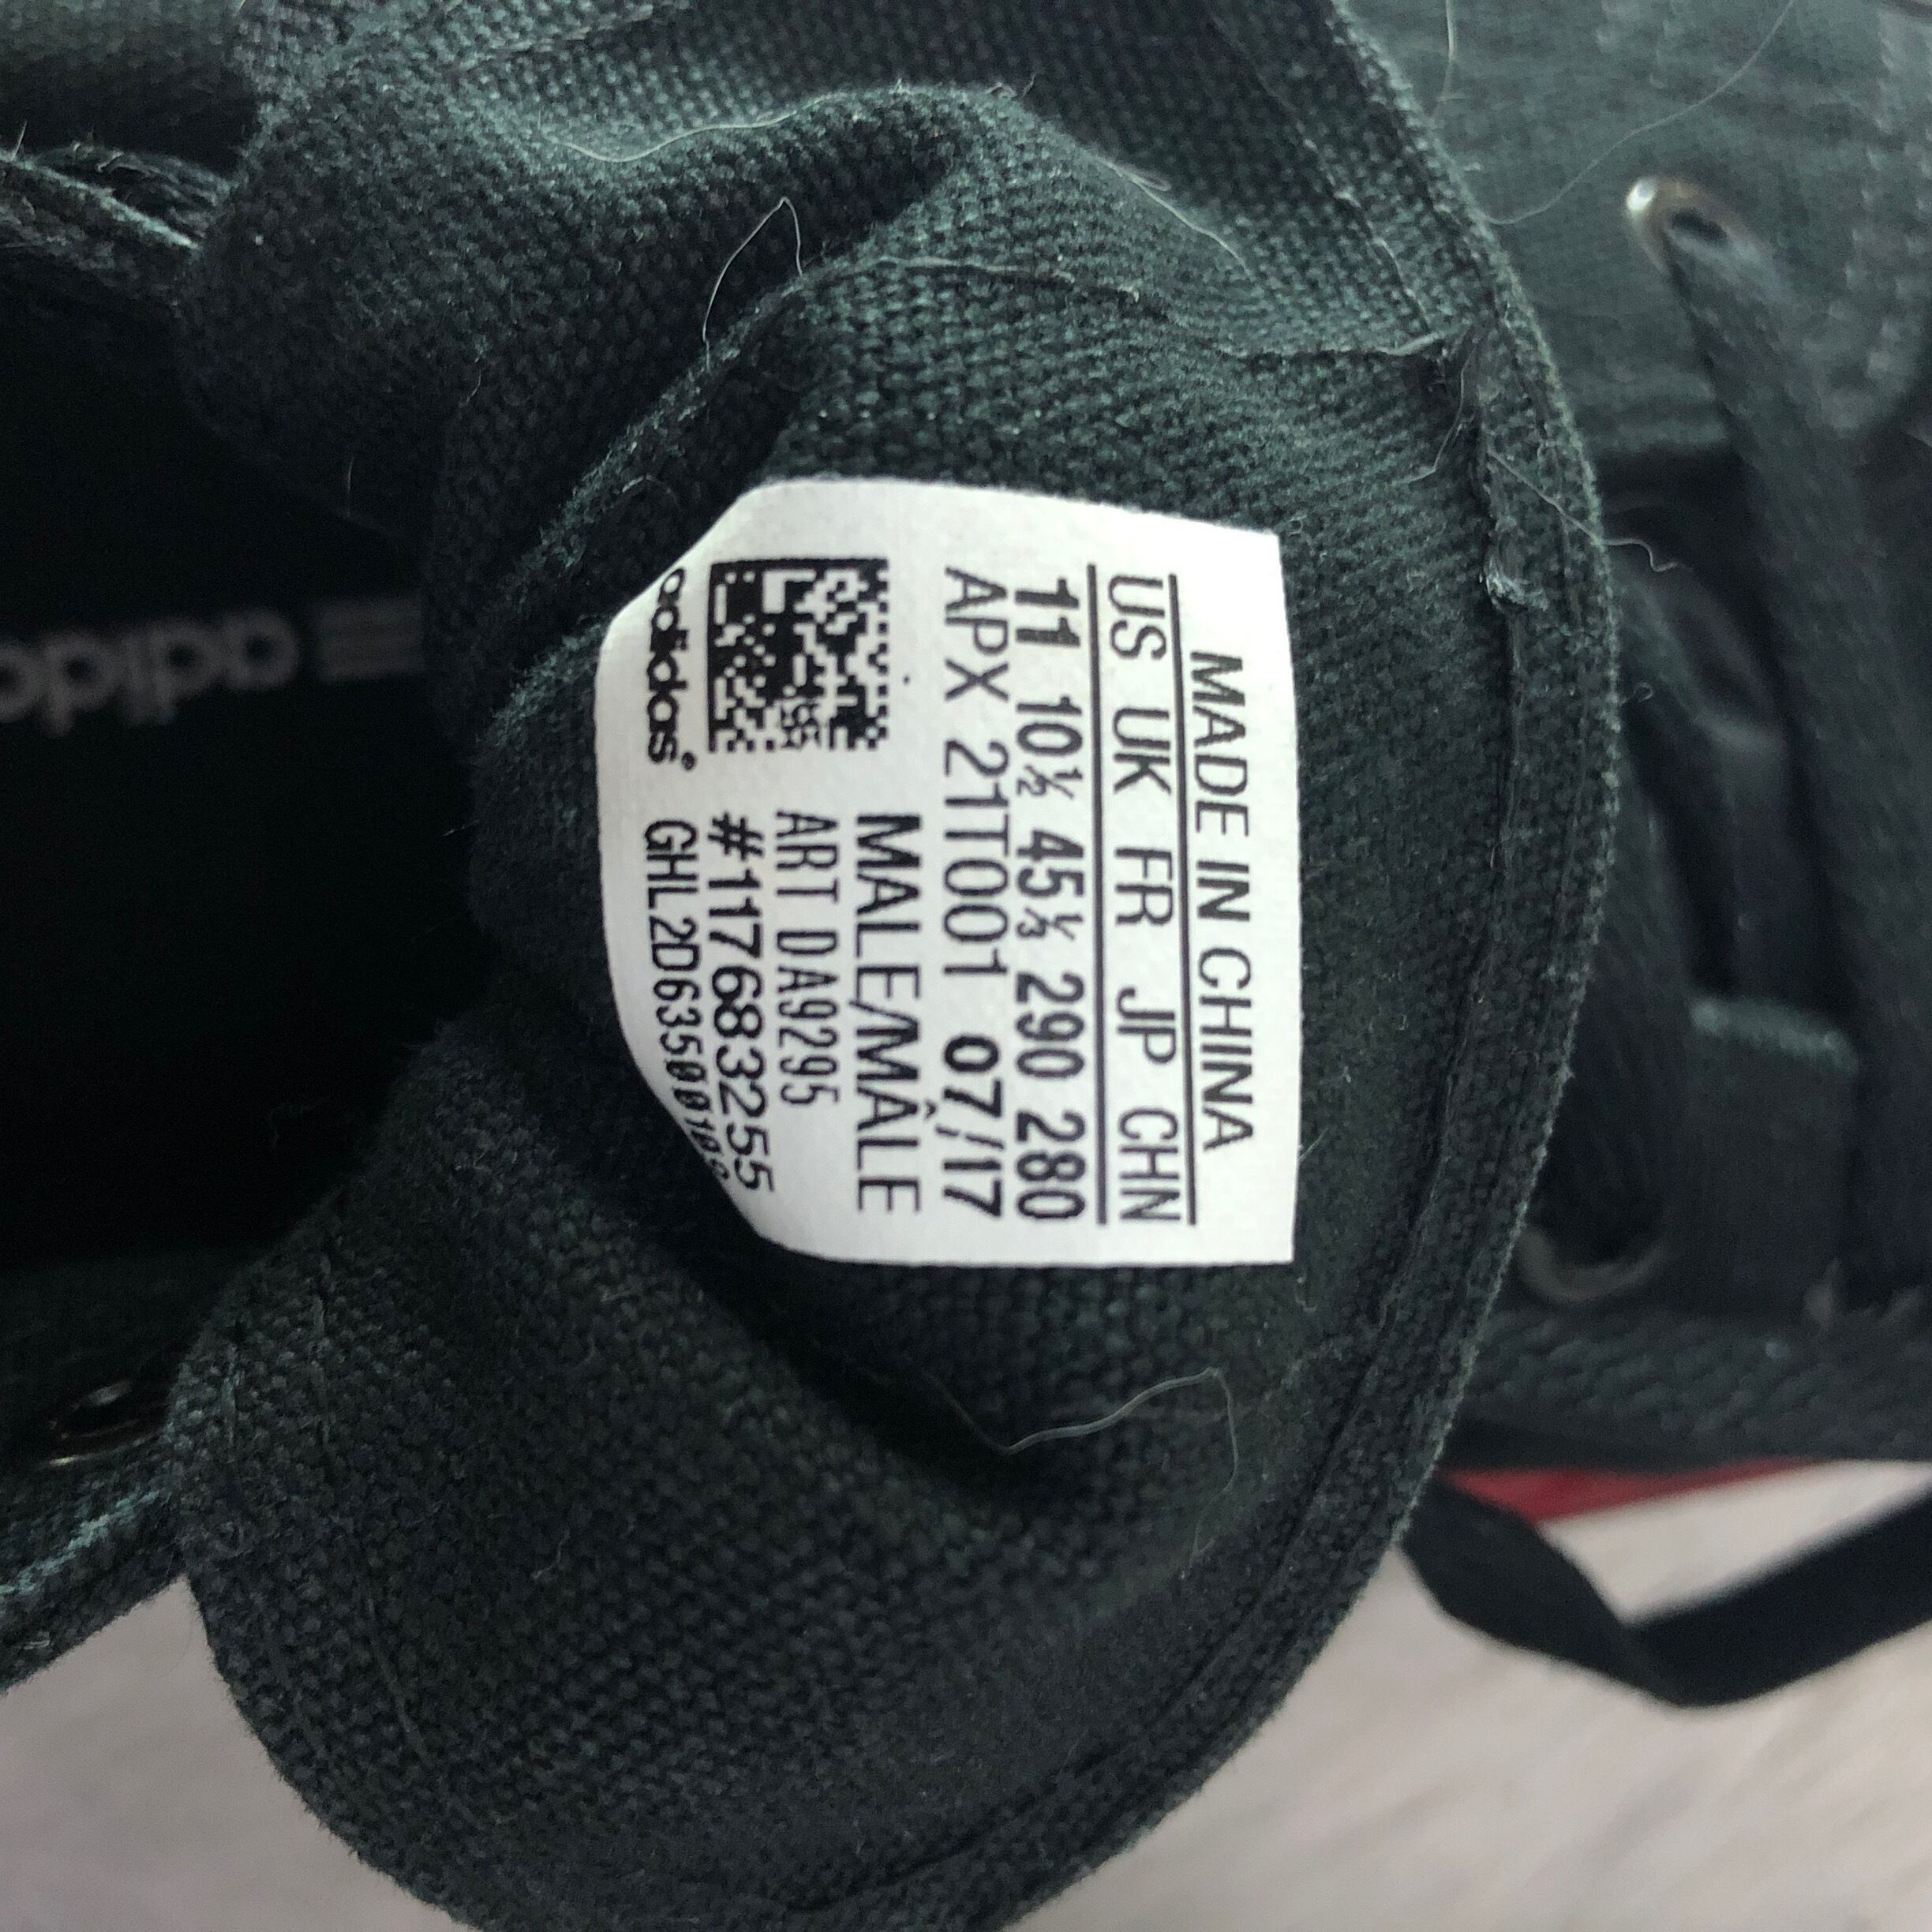 MADE IN CHINA
US UK FR JP CHN
11 10½ 45⅓ 290 280
APX 21T001 07/17
MALE/MÂLE
ART DA9295
#117683255
adidas®
adidas